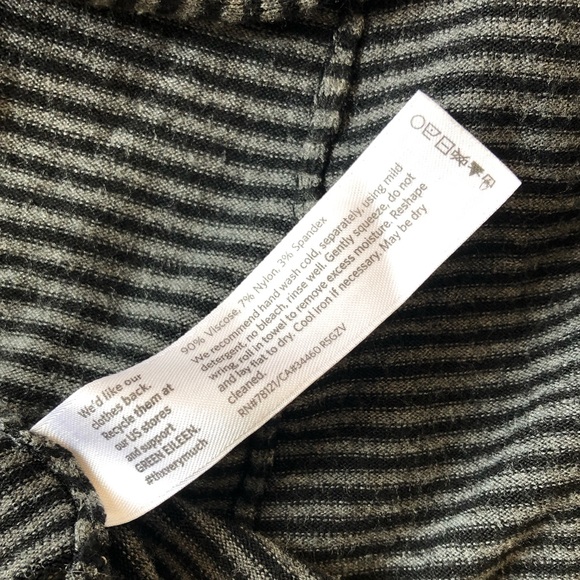 90% Viscose, 7% Nylon, 3% Spandex
We recommend hand wash cold, separately, using mild
detergent, no bleach, rinse well. Gently squeeze, do not
wring, roll in towel to remove excess moisture. Reshape
and lay flat to dry. Cool iron if necessary. May be dry
cleaned.
RN#78121/CA#34460 RSGZV
We'd like our
clothes back.
Recycle them at
our US stores
and support
GREEN EILEEN.
#thxverymuch